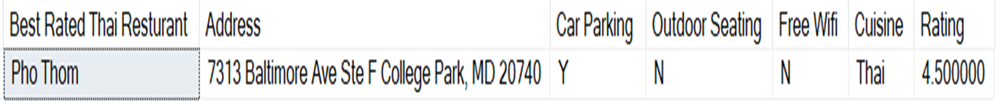 Best Rated Thai Resturant Address Car Parking Outdoor Seating Free Wifi Cuisine Rating
Pho Thom 7313 Baltimore Ave Ste F College Park, MD 20740 Y N N Thai 4.500000